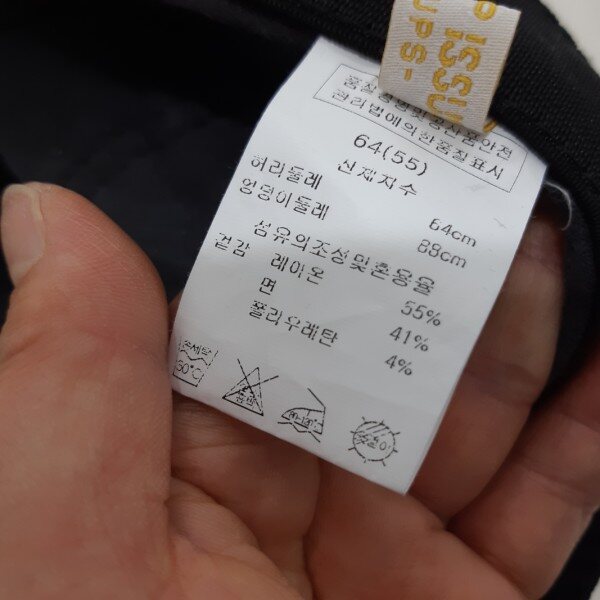 P ISSU
UPS-
품질경영및공산품안전
관리법에의한품질표시
64(55)
신체치수
허리둘레 64cm
엉덩이둘레 88cm
섬유의조성및혼용율
겉감 레이온 55%
면 41%
폴리우레탄 4%
손세탁
30°C